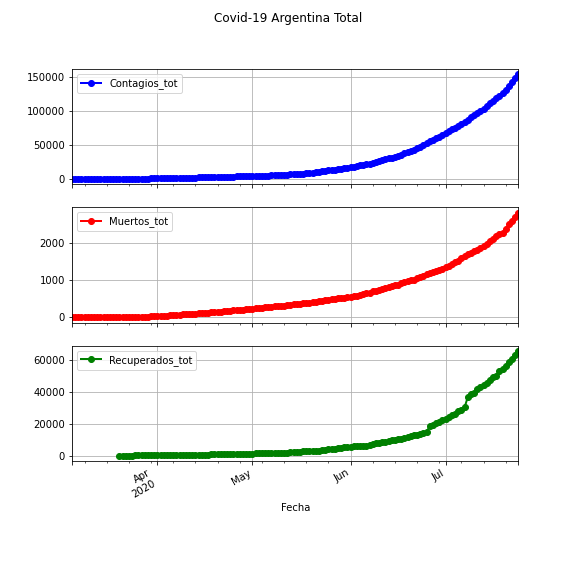 Covid-19 Argentina Total
150000
100000
50000
0
Contagios_tot
2000
1000
0
Muertos_tot
60000
40000
20000
0
Recuperados_tot
Apr
2020
May
Jun
Jul
Fecha